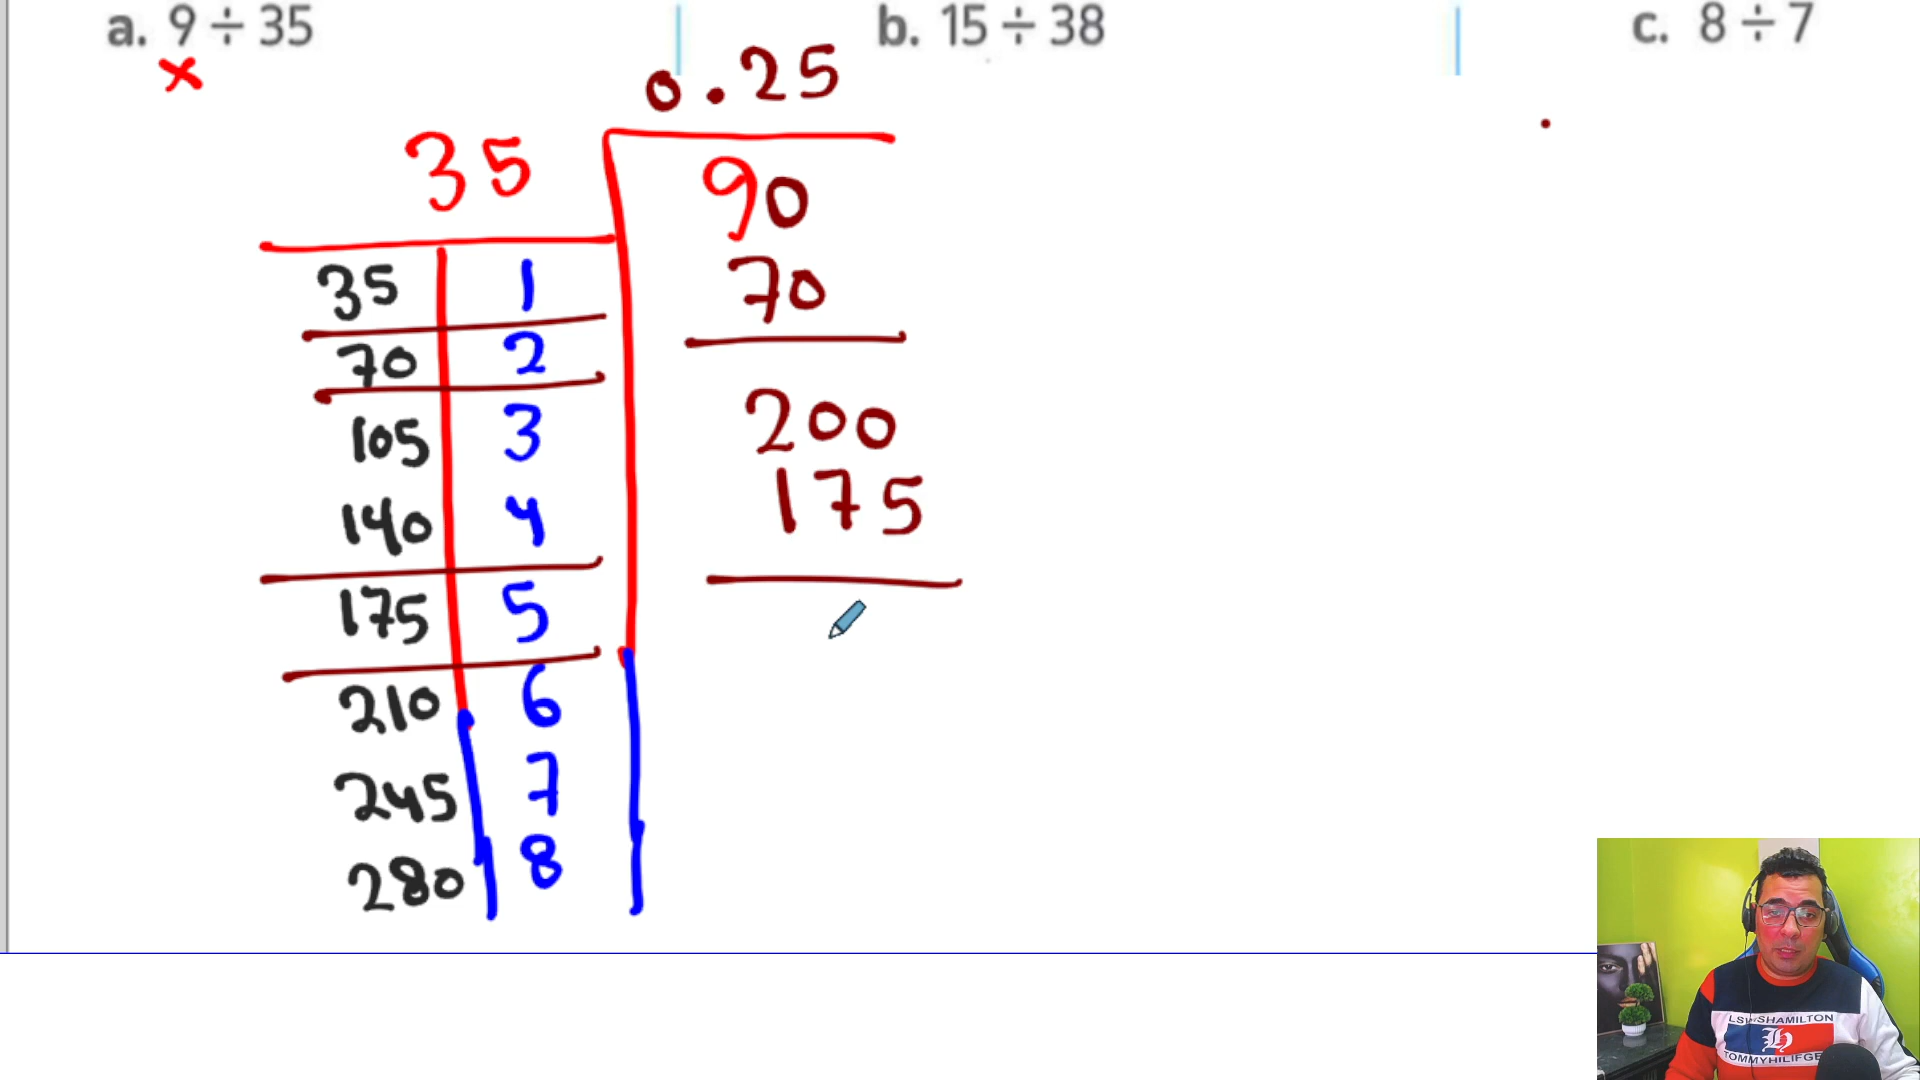 a. 9 ÷ 35 b. 15 ÷ 38 c. 8 ÷ 7
x
0.25
35 90
35 1 70
70 2
105 3 200
140 4 175
175 5
210 6
245 7
280 8
HAMILTON
TOMMY HILFIGE